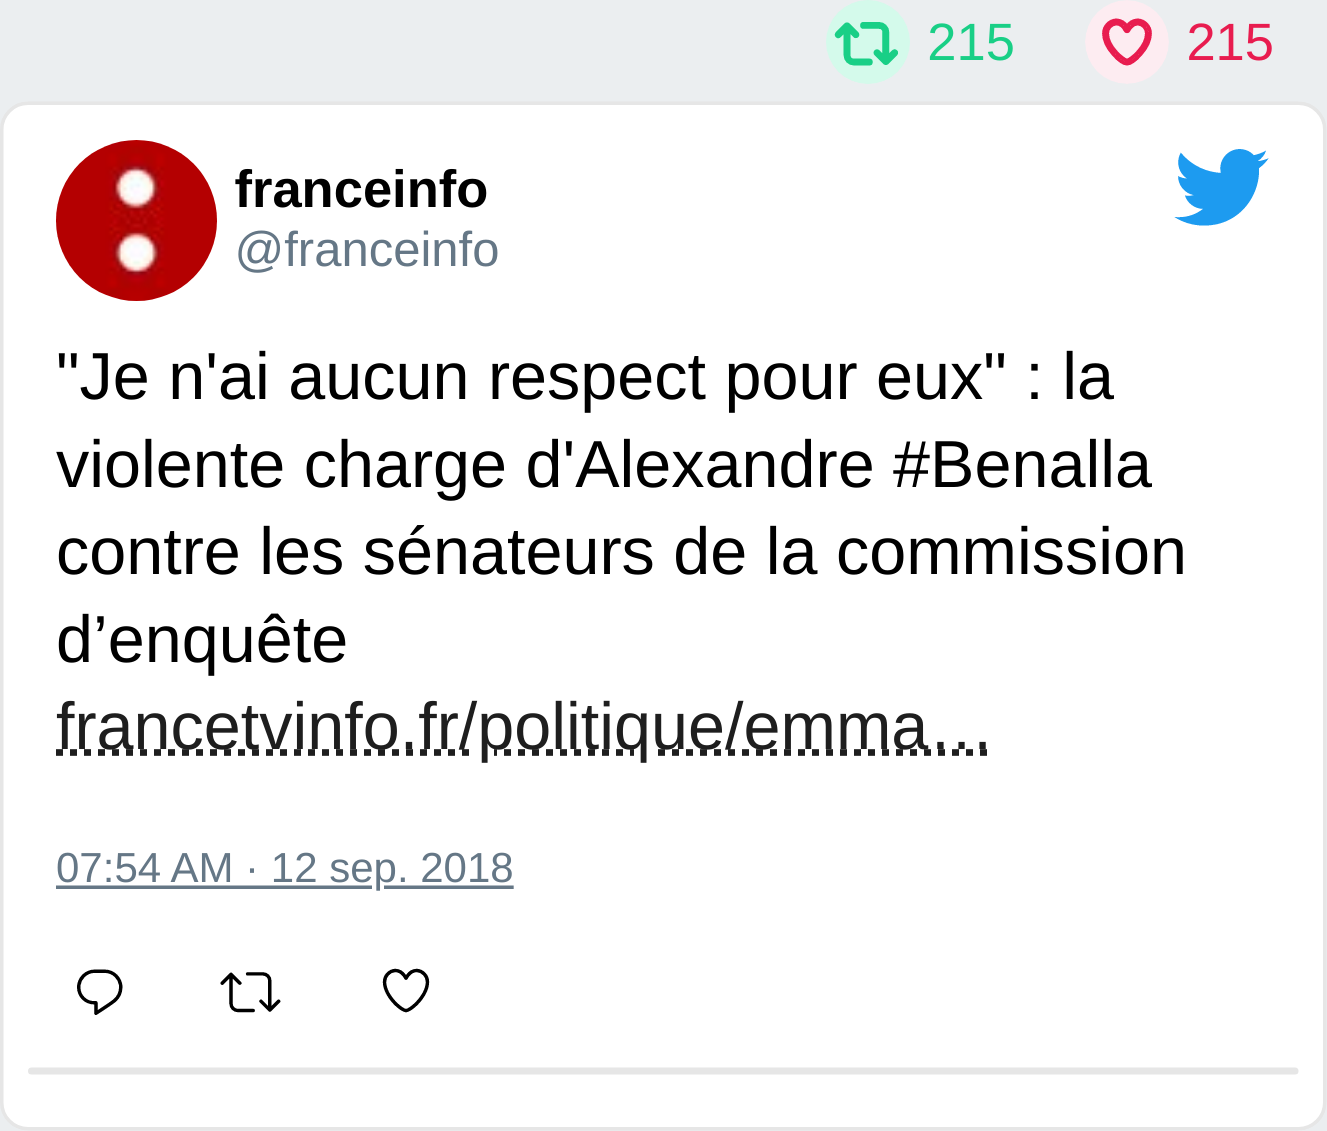 215 215
franceinfo
@franceinfo
"Je n'ai aucun respect pour eux" : la
violente charge d'Alexandre #Benalla
contre les sénateurs de la commission
d’enquête
francetvinfo.fr/politique/emma...
07:54 AM · 12 sep. 2018